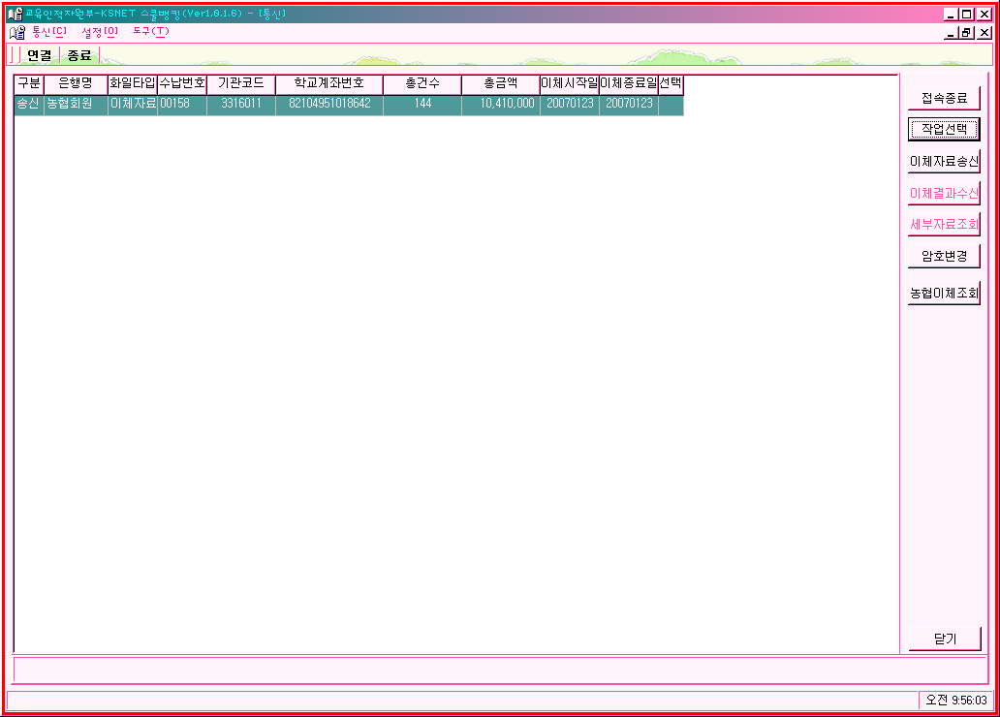 교육인적자원부-KSNET 스쿨뱅킹(Ver1.0.1.6) - [통신]
통신[C] 설정[O] 도구(T)
연결 종료
구분 은행명 화일타입 수납번호 기관코드 학교계좌번호 총건수 총금액 이체시작일 이체종료일 선택
송신 농협회원 이체자료 00158 3316011 82104951018642 144 10,410,000 20070123 20070123
접속종료
작업선택
이체자료송신
이체결과수신
세부자료조회
암호변경
농협이체조회
닫기
오전 9:56:03